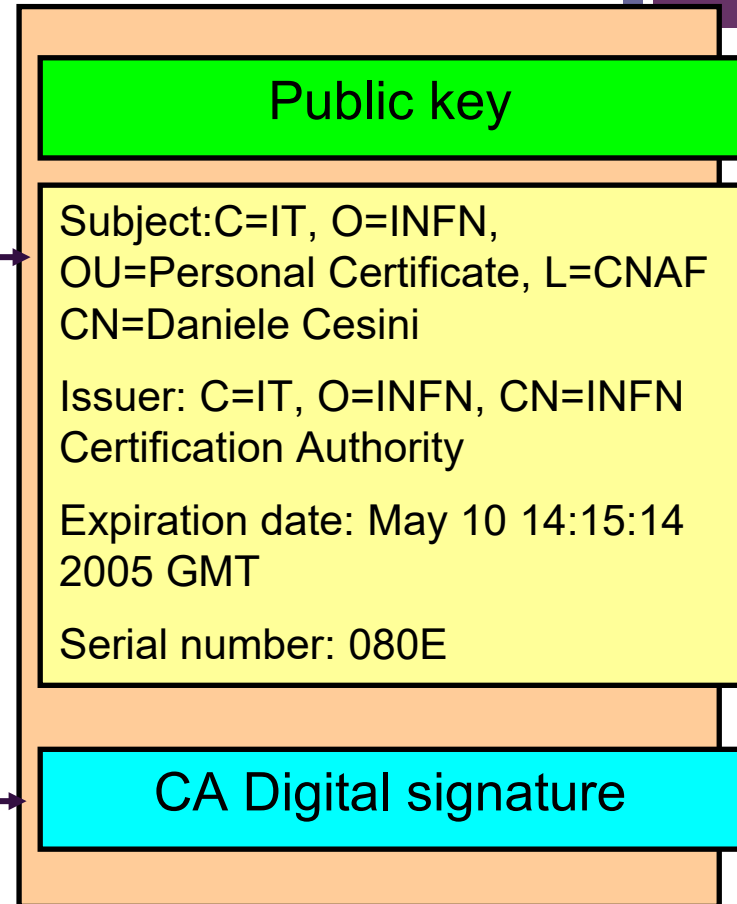 Public key
Subject:C=IT, O=INFN,
OU=Personal Certificate, L=CNAF
CN=Daniele Cesini
Issuer: C=IT, O=INFN, CN=INFN
Certification Authority
Expiration date: May 10 14:15:14
2005 GMT
Serial number: 080E
CA Digital signature